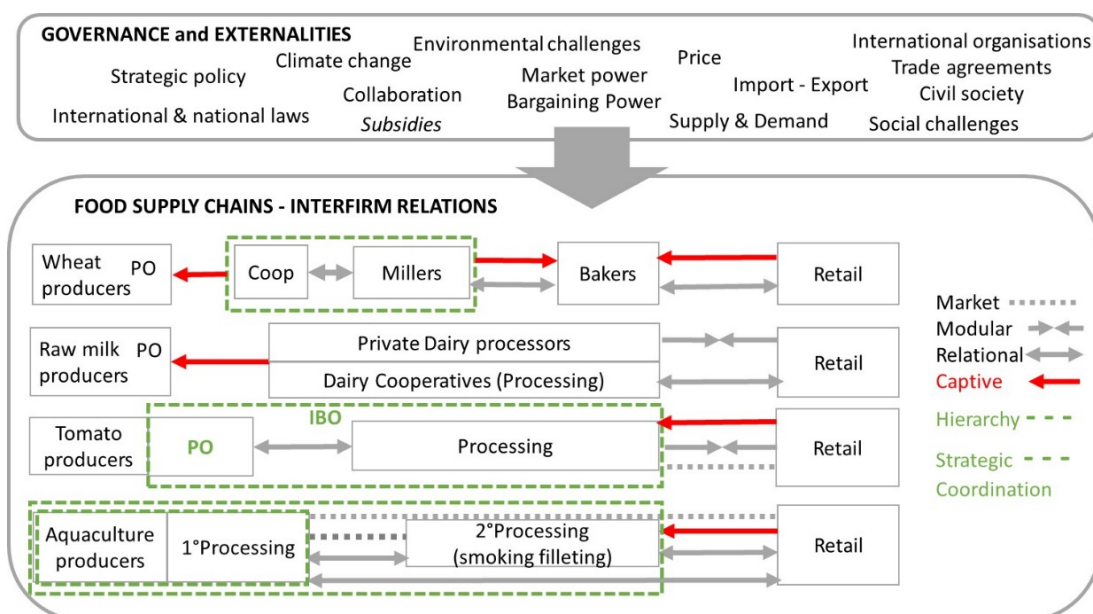 GOVERNANCE and EXTERNALITIES
Strategic policy
Climate change
Environmental challenges
Price
International organisations
International & national laws
Collaboration
Subsidies
Market power
Bargaining Power
Import - Export
Supply & Demand
Trade agreements
Civil society
Social challenges
FOOD SUPPLY CHAINS - INTERFIRM RELATIONS
Wheat PO
producers
Coop
Millers
Bakers
Retail
Raw milk PO
producers
Private Dairy processors
Dairy Cooperatives (Processing)
Retail
Tomato
producers
PO
IBO
Processing
Retail
Aquaculture
producers
1°Processing
2°Processing
(smoking filleting)
Retail
Market
Modular
Relational
Captive
Hierarchy
Strategic
Coordination